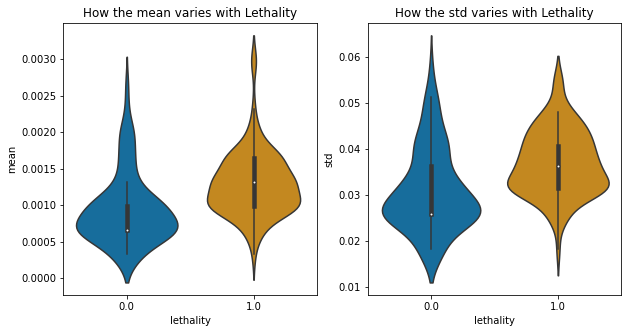 How the mean varies with Lethality
mean
0.0030
0.0025
0.0020
0.0015
0.0010
0.0005
0.0000
0.0
1.0
lethality
How the std varies with Lethality
std
0.06
0.05
0.04
0.03
0.02
0.01
0.0
1.0
lethality